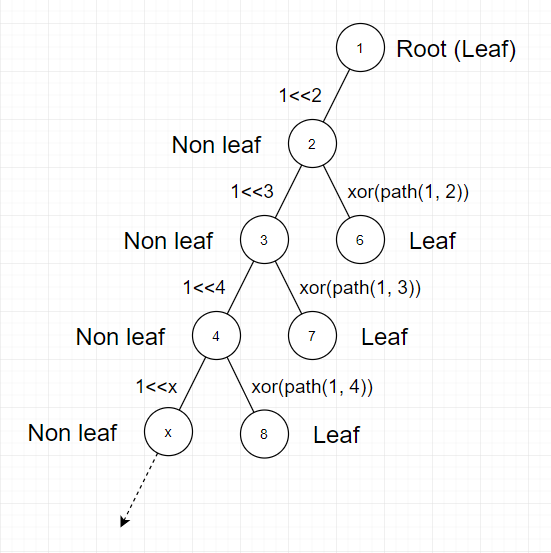 1 Root (Leaf)
1<<2
Non leaf 2
1<<3 xor(path(1, 2))
Non leaf 3 6 Leaf
1<<4 xor(path(1, 3))
Non leaf 4 7 Leaf
1<<x xor(path(1, 4))
Non leaf x 8 Leaf